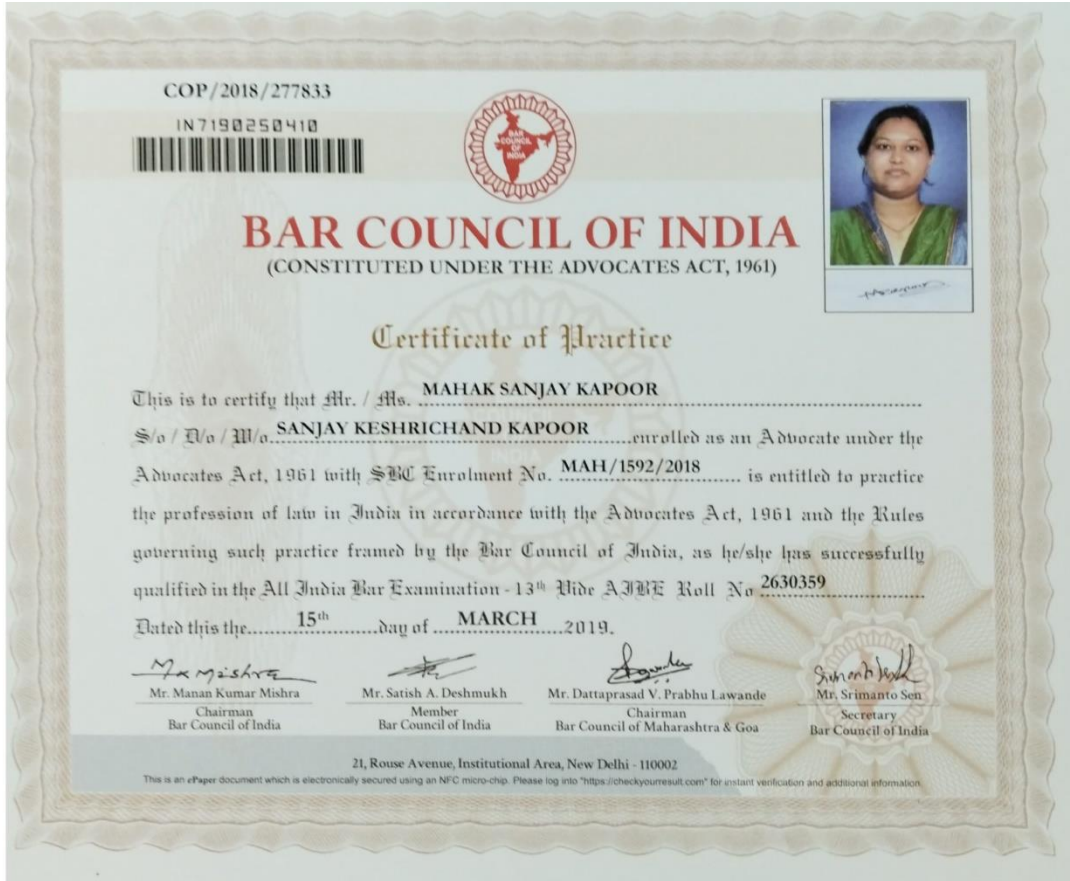 COP/2018/277833
IN7190250410
BAR COUNCIL OF INDIA
BAR COUNCIL OF INDIA
(CONSTITUTED UNDER THE ADVOCATES ACT, 1961)
Certificate of Practice
This is to certify that Mr. / Ms. MAHAK SANJAY KAPOOR
S/o / D/o / W/o. SANJAY KESHRICHAND KAPOOR enrolled as an Advocate under the
Advocates Act, 1961 with SBC Enrolment No. MAH/1592/2018 is entitled to practice
the profession of law in India in accordance with the Advocates Act, 1961 and the Rules
governing such practice framed by the Bar Council of India, as he/she has successfully
qualified in the All India Bar Examination - 13th Vide AIBE Roll No 2630359
Dated this the 15th day of MARCH 2019.
Mr. Manan Kumar Mishra
Chairman
Bar Council of India
Mr. Satish A. Deshmukh
Member
Bar Council of India
Mr. Dattaprasad V. Prabhu Lawande
Chairman
Bar Council of Maharashtra & Goa
Mr. Srimanto Sen
Secretary
Bar Council of India
21, Rouse Avenue, Institutional Area, New Delhi - 110002
This is an ePaper document which is electronically secured using an NFC micro-chip. Please log into "https://checkyourresult.com" for instant verification and additional information.